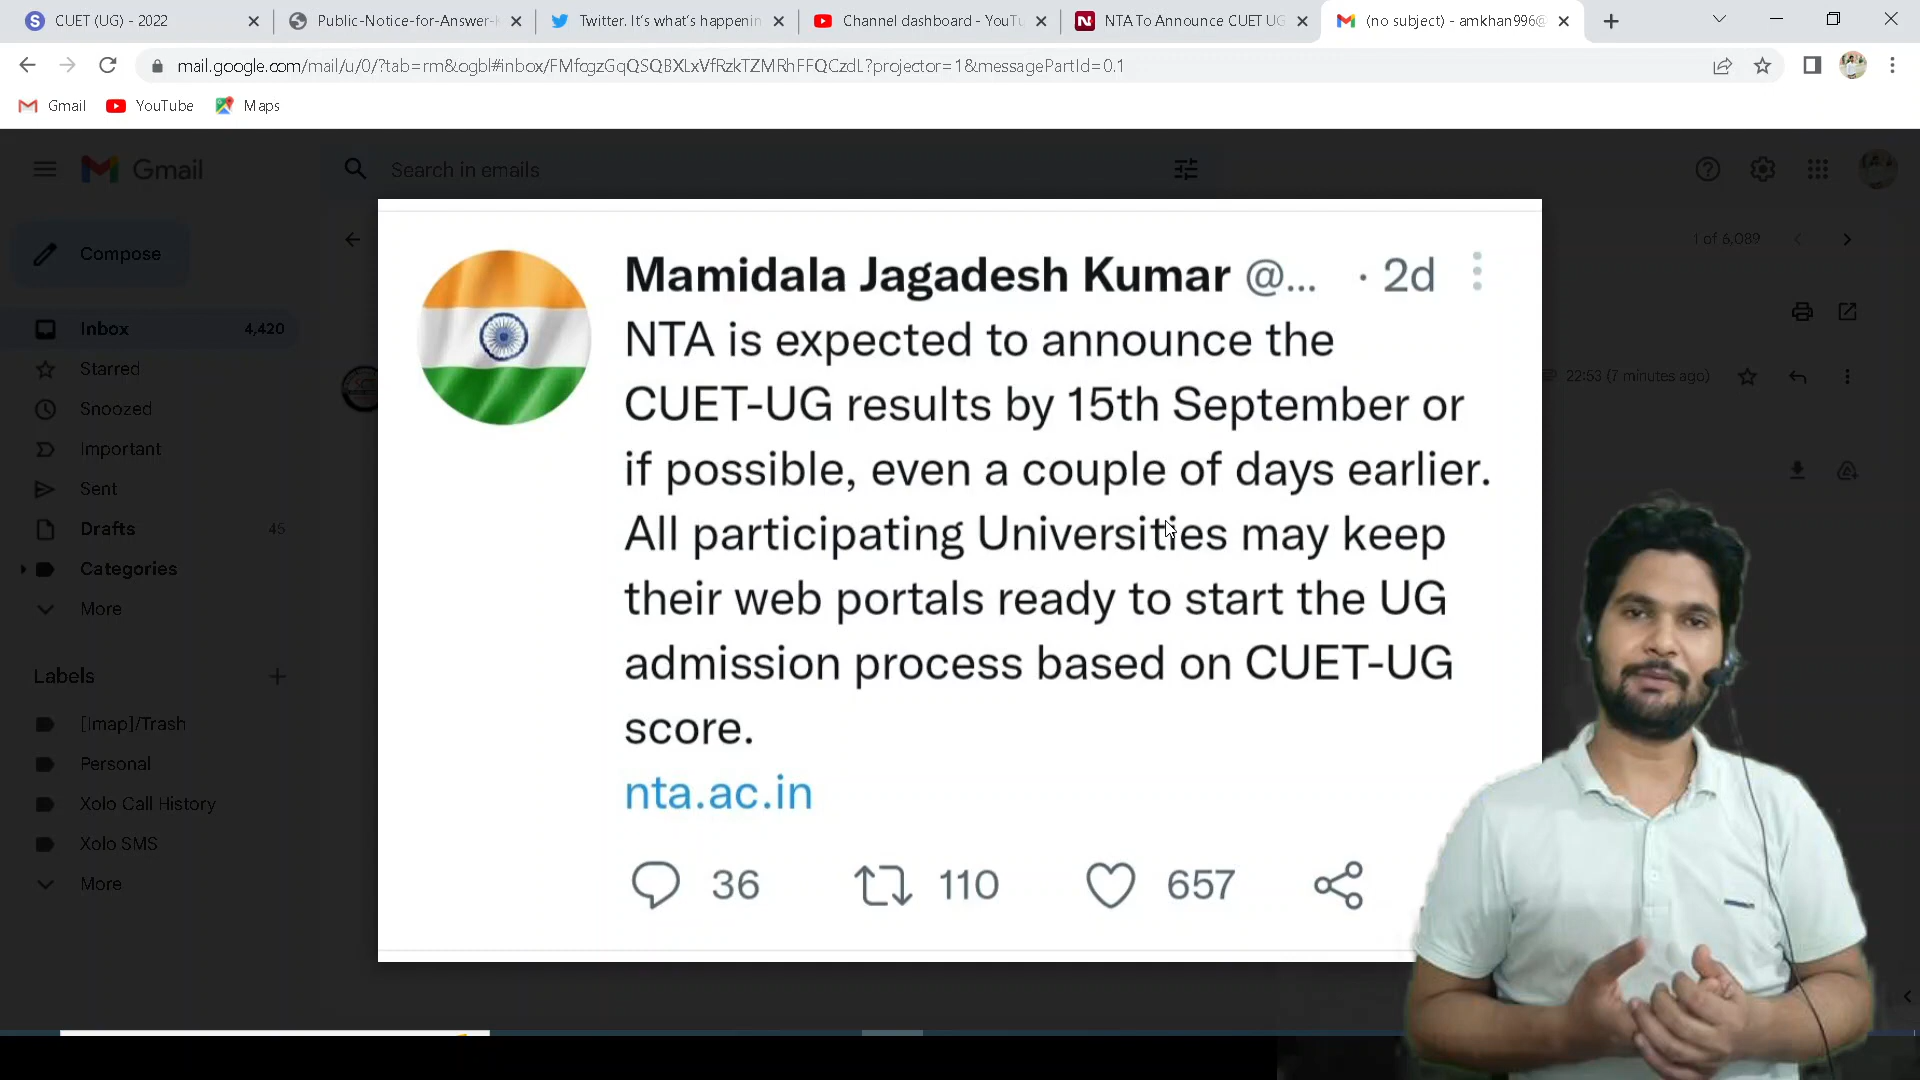 CUET (UG) - 2022
Public-Notice-for-Answer-
Twitter. It's what's happenin
Channel dashboard - YouTu
NTA To Announce CUET UG
(no subject) - amkhan996@
mail.google.com/mail/u/0/?tab=rm&ogbl#inbox/FMfcgzGqQSQBXLxVfRzkTZMRhFFQCzdL?projector=1&messagePartId=0.1
Gmail
YouTube
Maps
Gmail
Search in emails
Compose
1 of 6,089
Inbox 4,420
Starred
Snoozed
Important
Sent
Drafts 45
Categories
More
Labels
[Imap]/Trash
Personal
Xolo Call History
Xolo SMS
More
22:53 (7 minutes ago)
Mamidala Jagadesh Kumar @... · 2d
NTA is expected to announce the
CUET-UG results by 15th September or
if possible, even a couple of days earlier.
All participating Universities may keep
their web portals ready to start the UG
admission process based on CUET-UG
score.
nta.ac.in
36 110 657